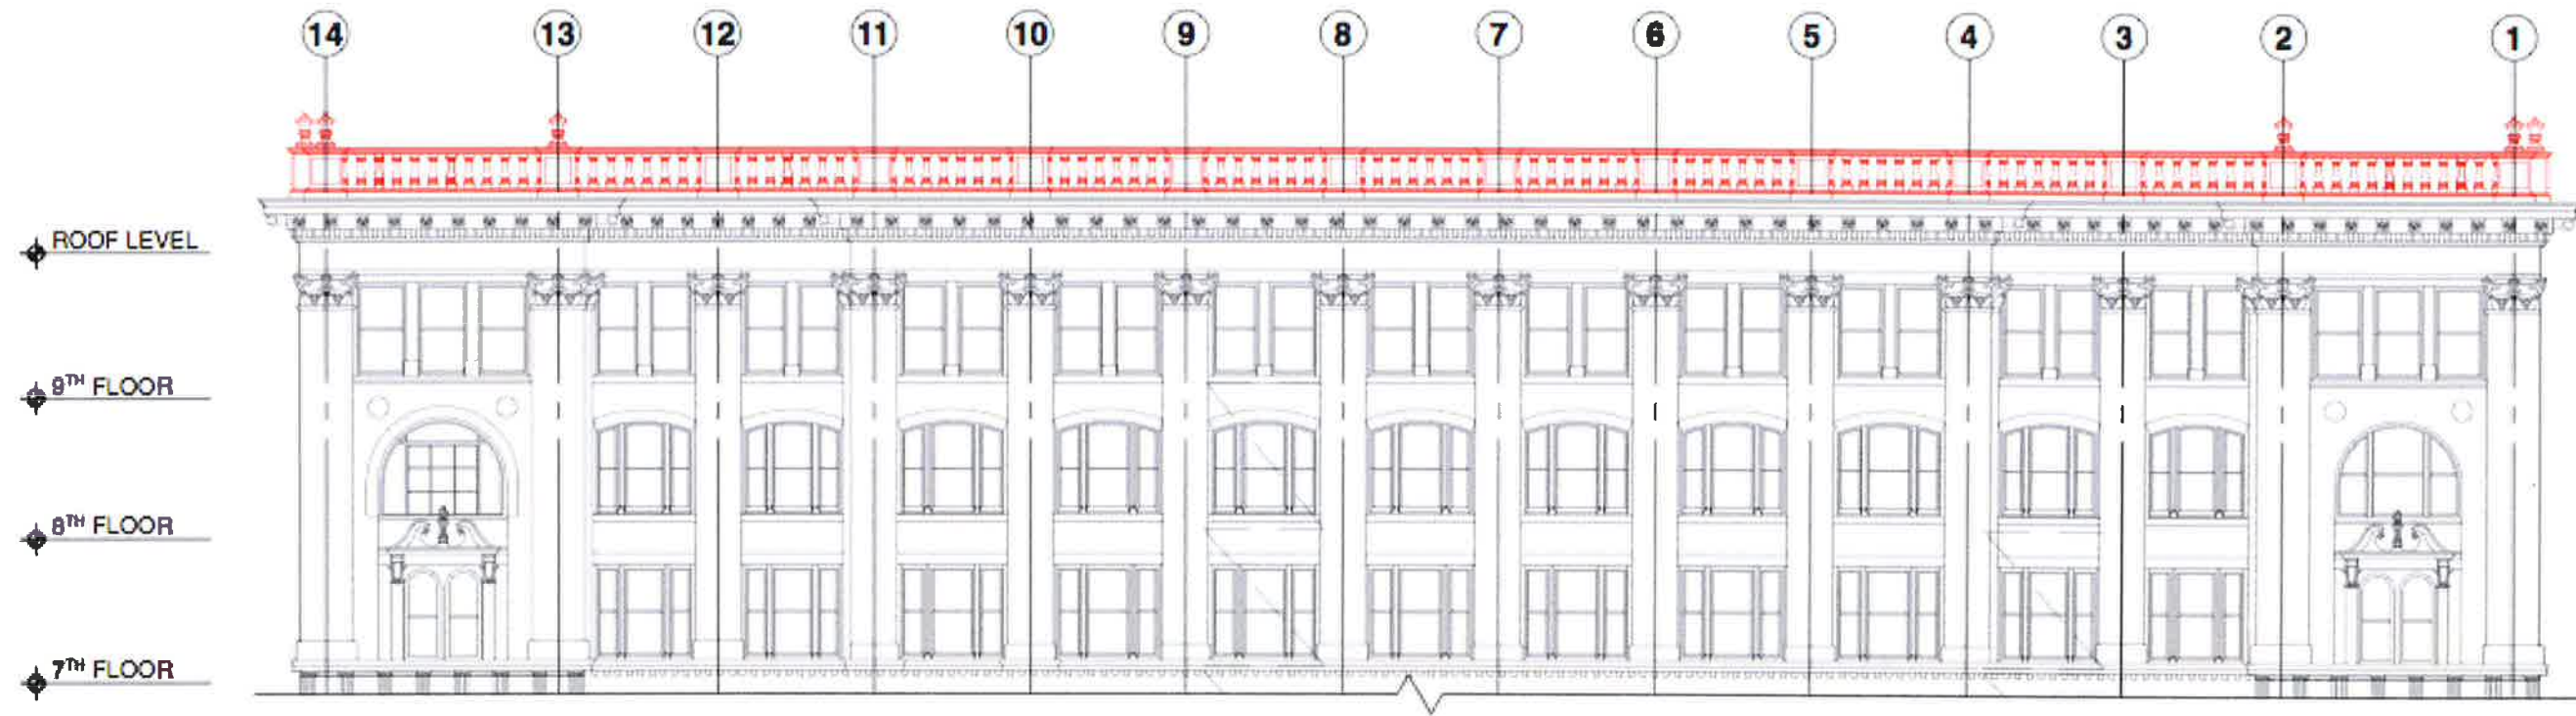 14 13 12 11 10 9 8 7 6 5 4 3 2 1
ROOF LEVEL
9TH FLOOR
8TH FLOOR
7TH FLOOR